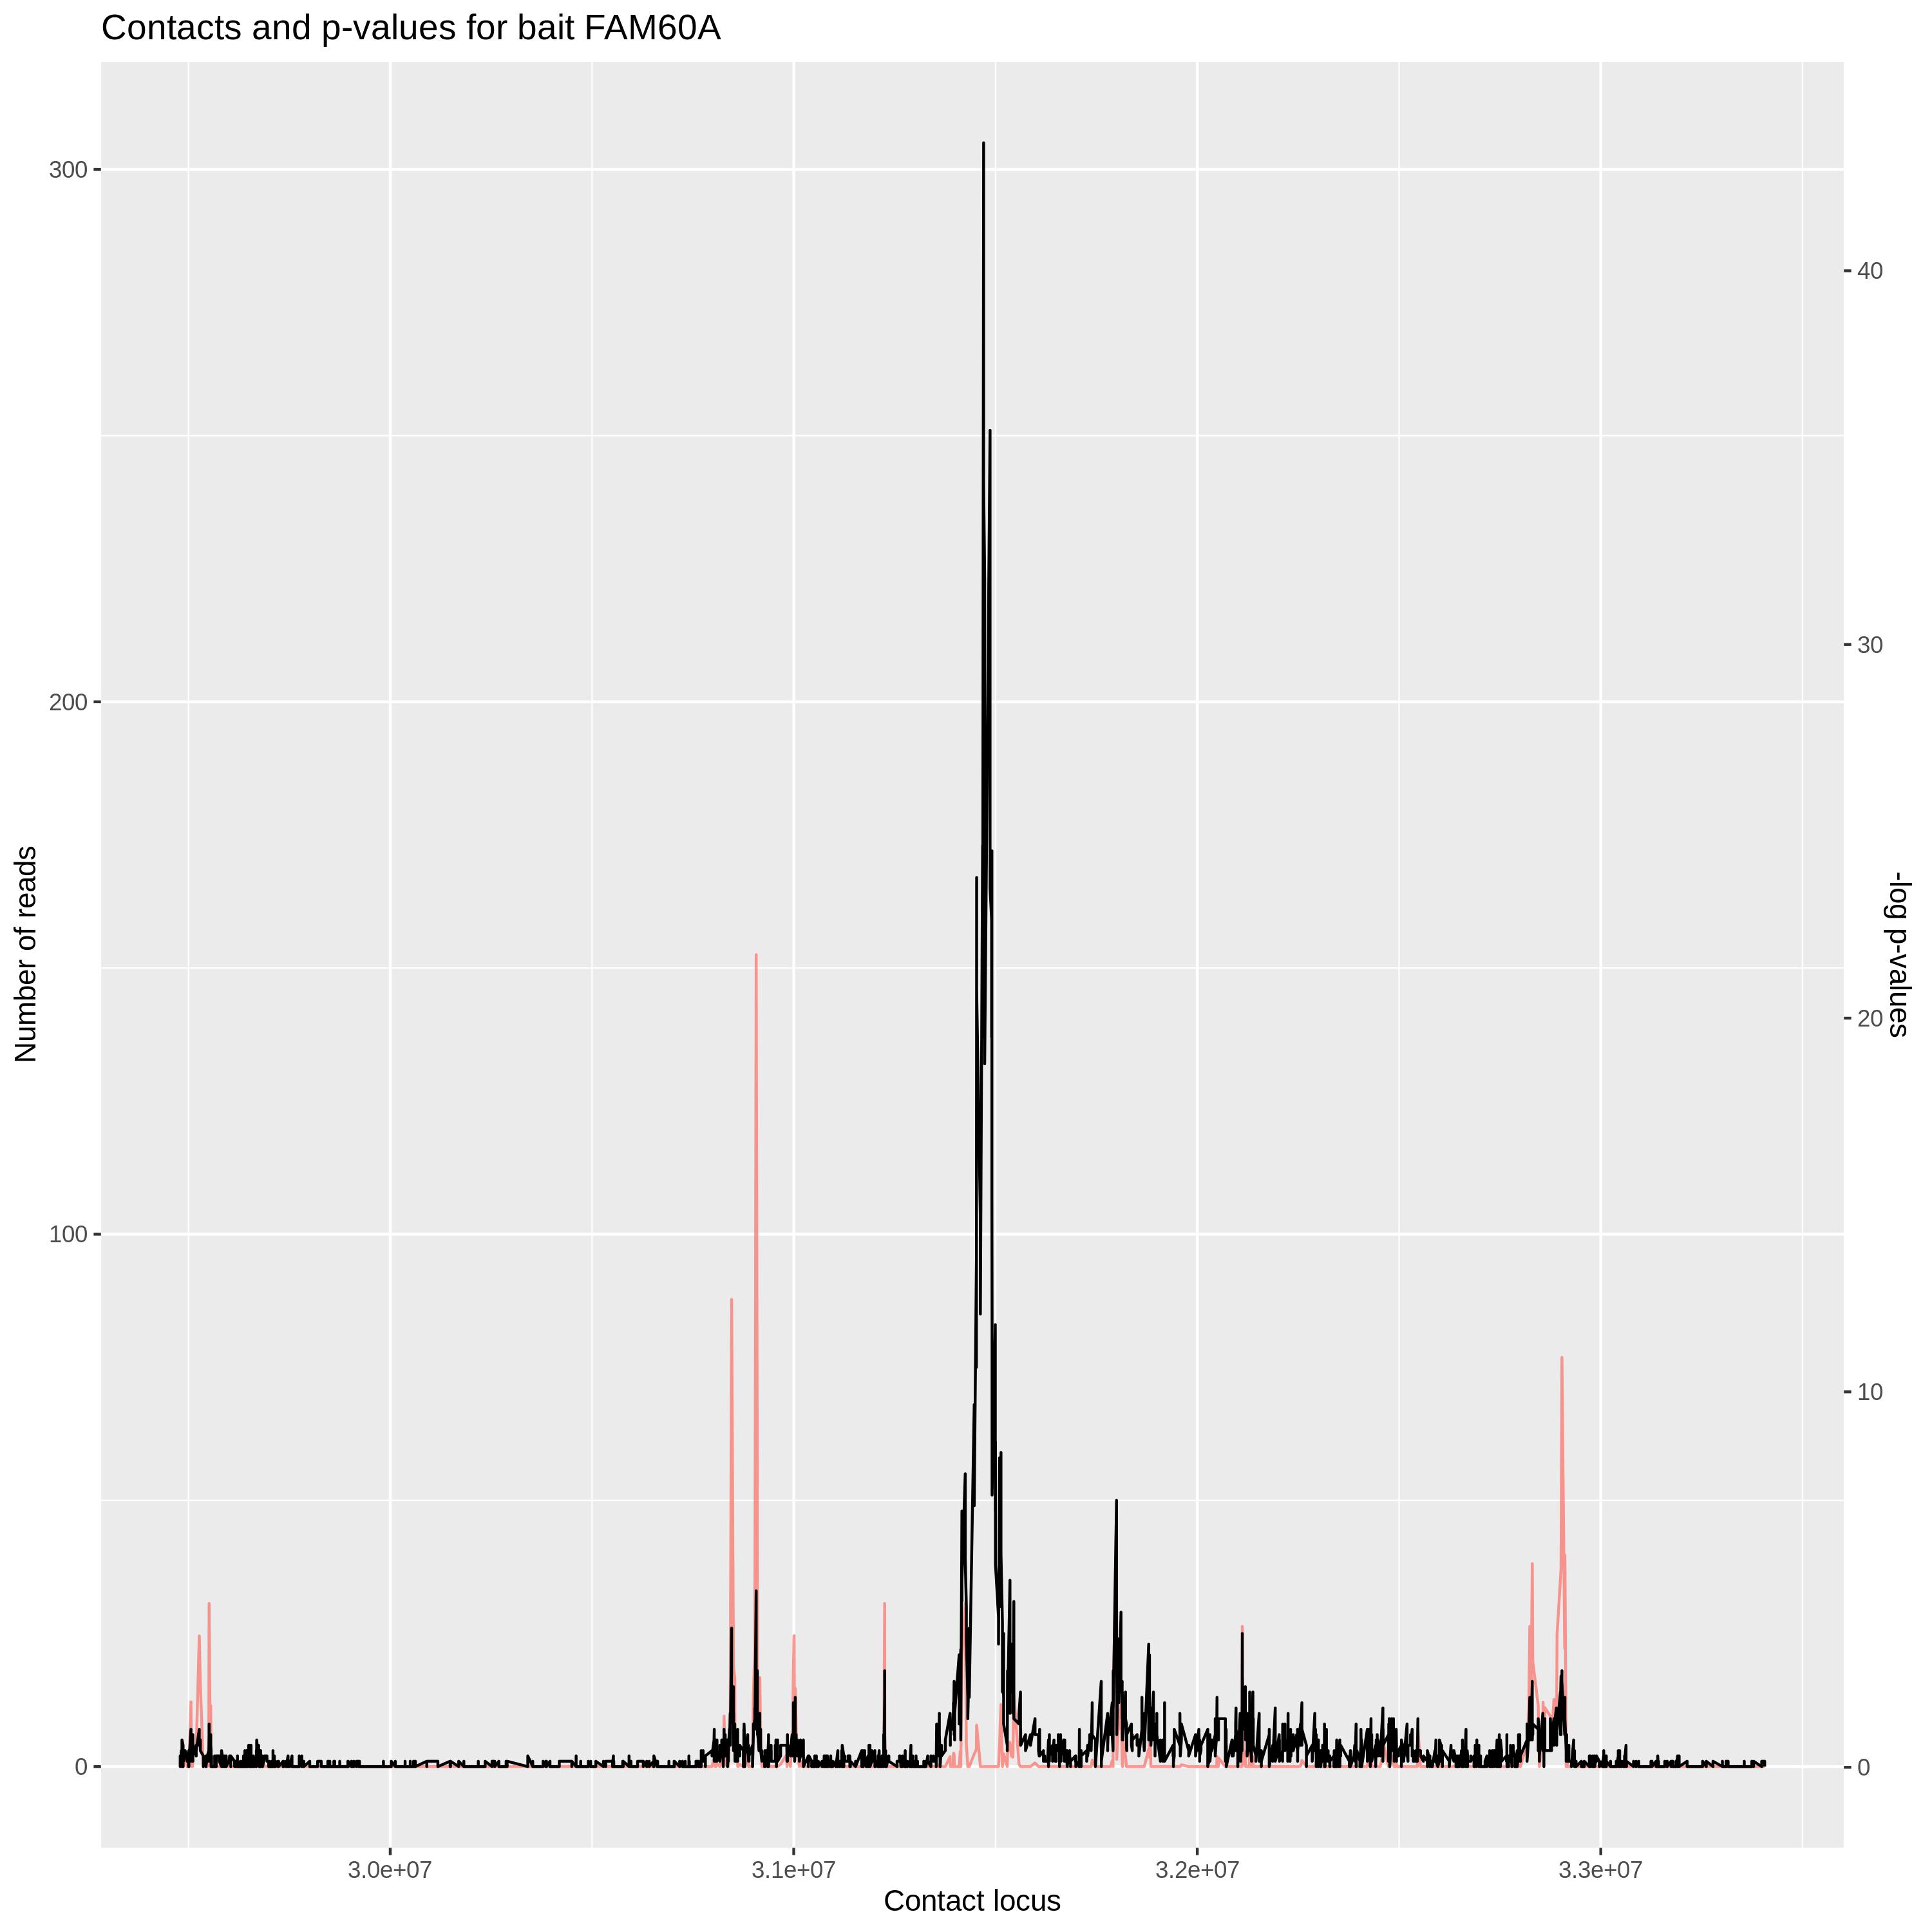 Contacts and p-values for bait FAM60A
300
200
100
0
Number of reads
40
30
20
10
0
-log p-values
3.0e+07
3.1e+07
3.2e+07
3.3e+07
Contact locus